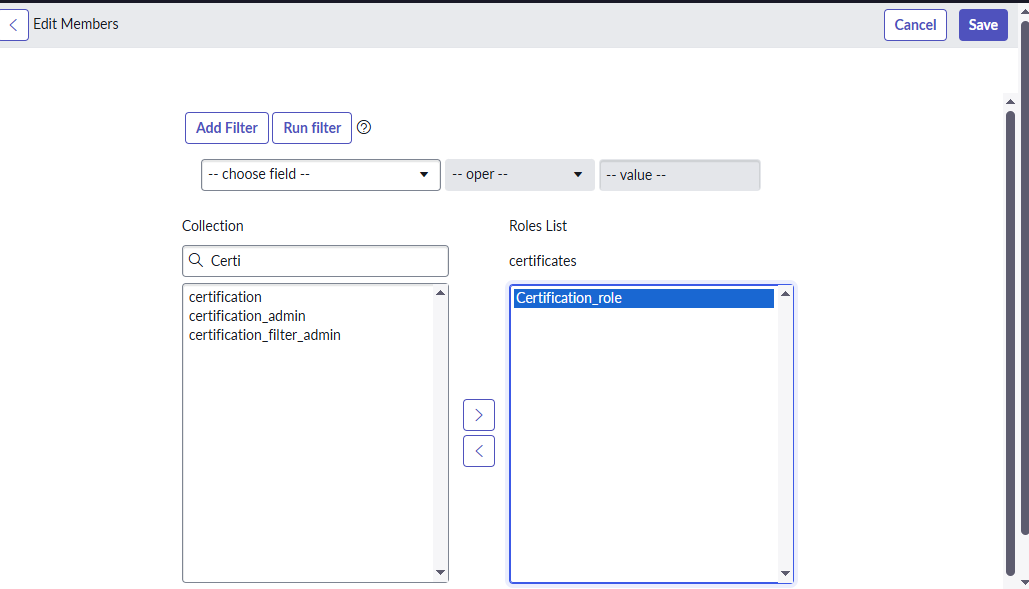 Edit Members
Cancel
Save
Add Filter
Run filter
-- choose field --
-- oper --
-- value --
Collection
Roles List
Certi
certificates
certification
certification_admin
certification_filter_admin
Certification_role